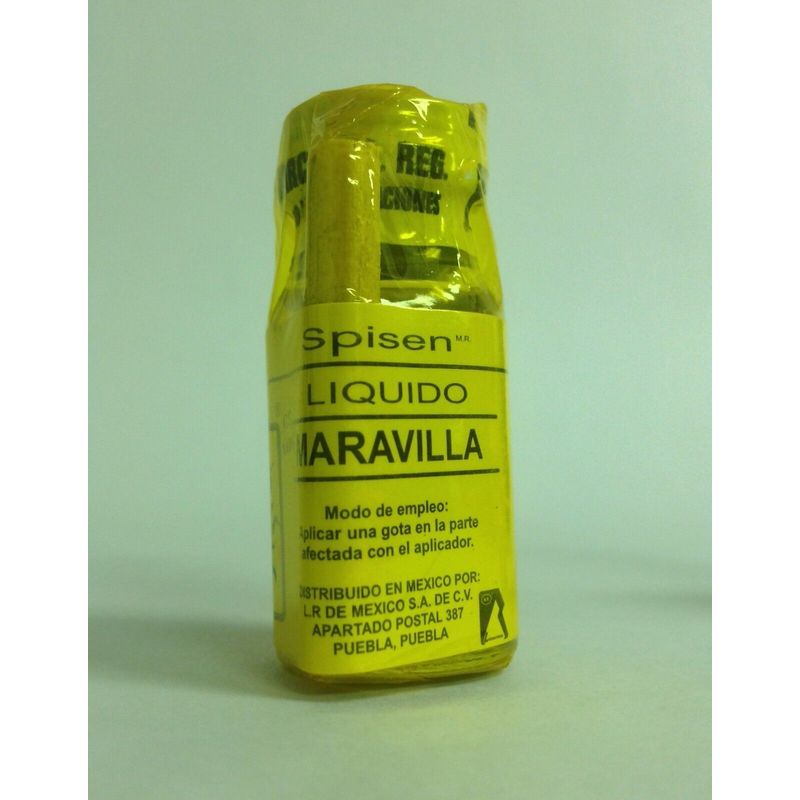 REG.
CIONES
Spisen M.R.
LIQUIDO
MARAVILLA
Modo de empleo:
Aplicar una gota en la parte
afectada con el aplicador.
DISTRIBUIDO EN MEXICO POR:
L.R DE MEXICO S.A. DE C.V.
APARTADO POSTAL 387
PUEBLA, PUEBLA